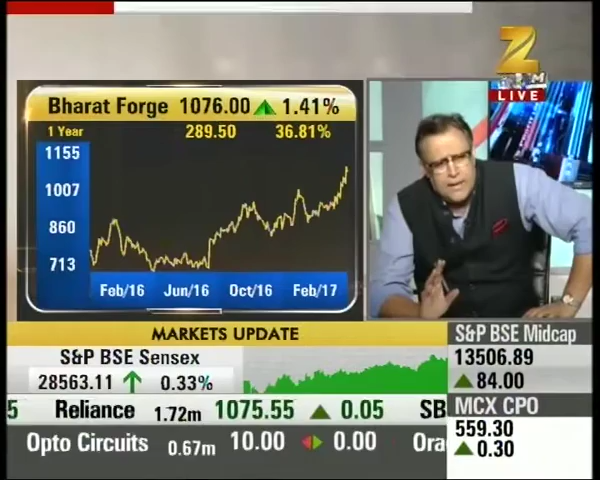 LIVE
Bharat Forge 1076.00 1.41%
1 Year 289.50 36.81%
1155
1007
860
713
Feb/16 Jun/16 Oct/16 Feb/17
MARKETS UPDATE
S&P BSE Sensex
28563.11 0.33%
S&P BSE Midcap
13506.89
84.00
MCX CPO
559.30
0.30
5 Reliance 1.72m 1075.55 0.05 SB
Opto Circuits 0.67m 10.00 0.00 Ora